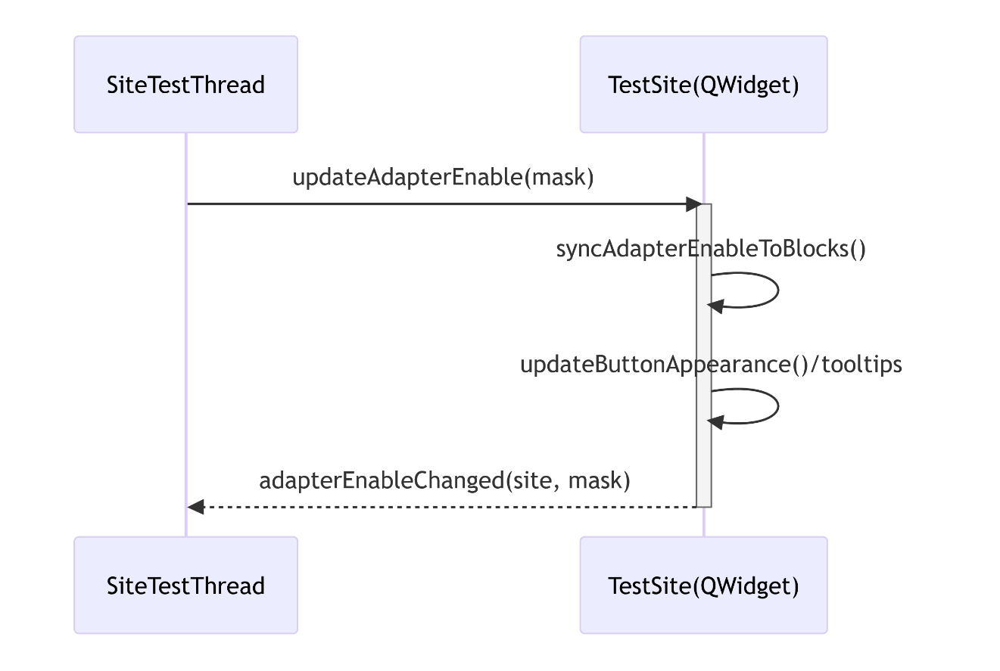 SiteTestThread
TestSite(QWidget)
updateAdapterEnable(mask)
syncAdapterEnableToBlocks()
updateButtonAppearance()/tooltips
adapterEnableChanged(site, mask)
SiteTestThread
TestSite(QWidget)